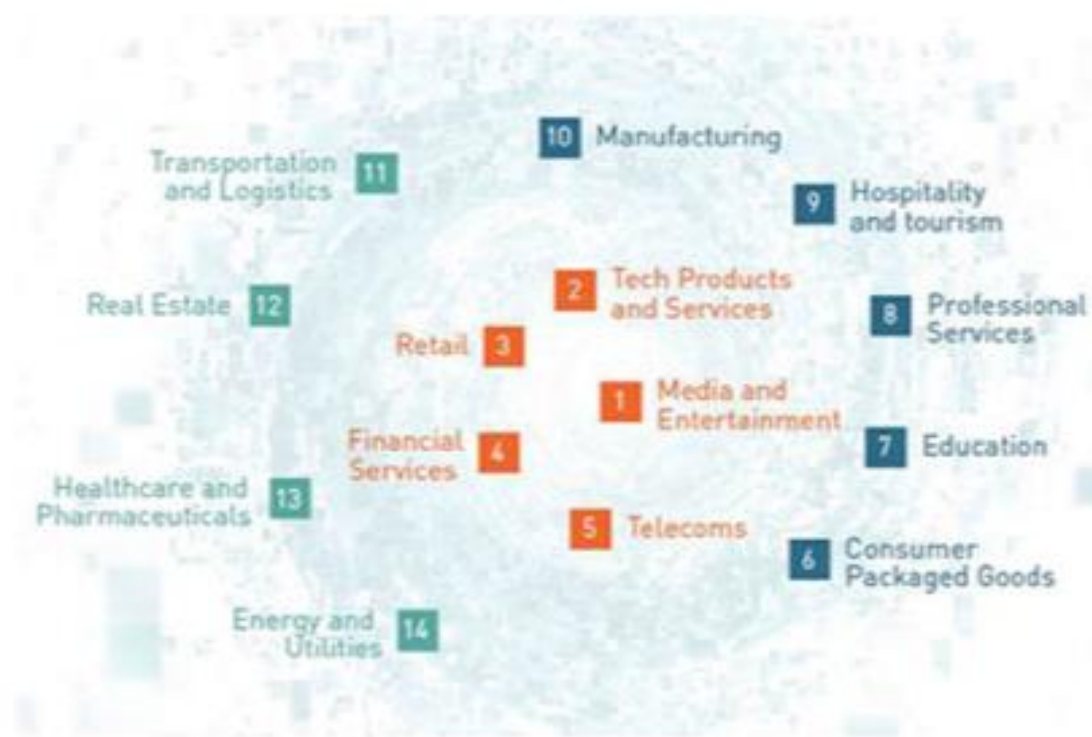 10 Manufacturing
Transportation
and Logistics 11
9 Hospitality
and tourism
2 Tech Products
and Services
Real Estate 12
8 Professional
Services
Retail 3
1 Media and
Entertainment
Financial
Services 4
7 Education
Healthcare and
Pharmaceuticals 13
5 Telecoms
6 Consumer
Packaged Goods
Energy and
Utilities 14